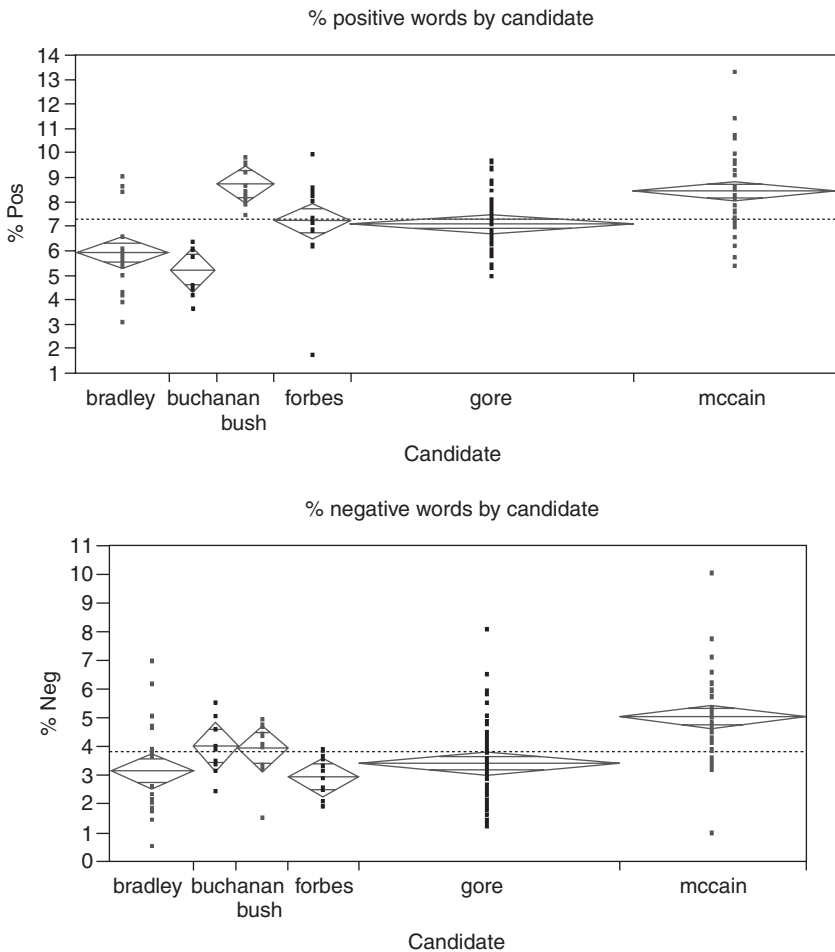 % positive words by candidate
14
13
12
11
10
9
8
7
6
5
4
3
2
1
% Pos
bradley buchanan forbes gore mccain
bush
Candidate
% negative words by candidate
11
10
9
8
7
6
5
4
3
2
1
0
% Neg
bradley buchanan forbes gore mccain
bush
Candidate